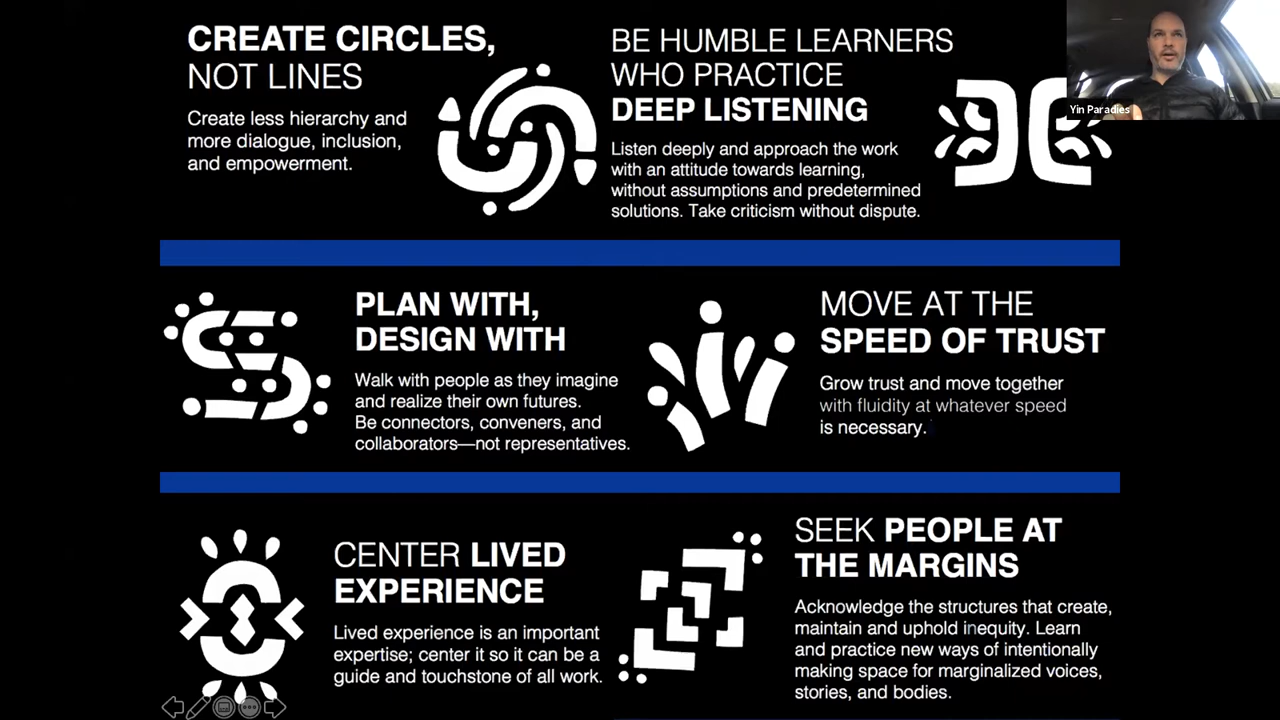 CREATE CIRCLES,
NOT LINES
Create less hierarchy and
more dialogue, inclusion,
and empowerment.
BE HUMBLE LEARNERS
WHO PRACTICE
DEEP LISTENING
Listen deeply and approach the work
with an attitude towards learning,
without assumptions and predetermined
solutions. Take criticism without dispute.
Yin Paradies
PLAN WITH,
DESIGN WITH
Walk with people as they imagine
and realize their own futures.
Be connectors, conveners, and
collaborators—not representatives.
MOVE AT THE
SPEED OF TRUST
Grow trust and move together
with fluidity at whatever speed
is necessary.
CENTER LIVED
EXPERIENCE
Lived experience is an important
expertise; center it so it can be a
guide and touchstone of all work.
SEEK PEOPLE AT
THE MARGINS
Acknowledge the structures that create,
maintain and uphold inequity. Learn
and practice new ways of intentionally
making space for marginalized voices,
stories, and bodies.